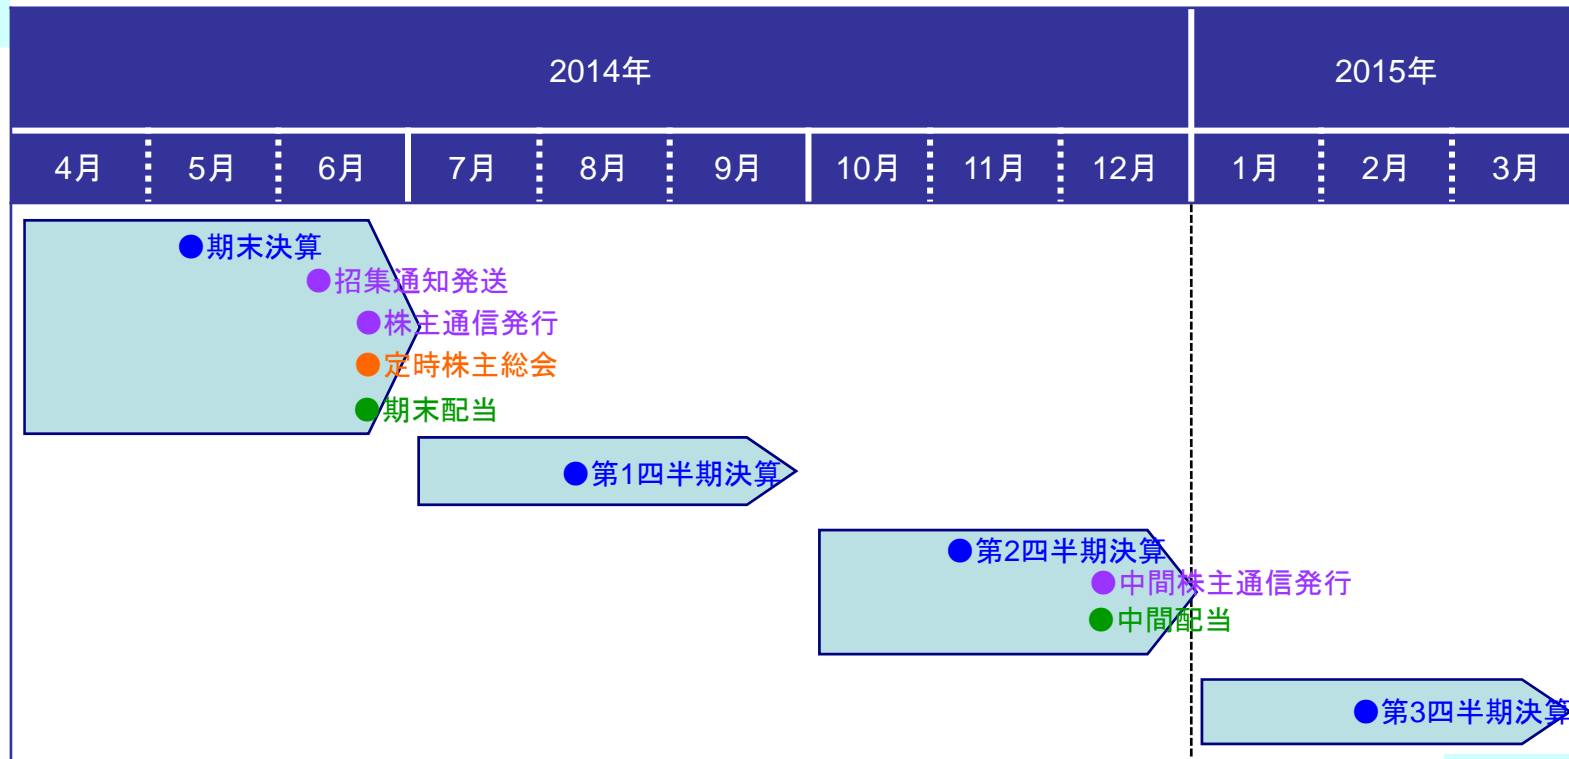 2014年 2015年
4月 5月 6月 7月 8月 9月 10月 11月 12月 1月 2月 3月
●期末決算
●招集通知発送
●株主通信発行
●定時株主総会
●期末配当
●第1四半期決算
●第2四半期決算
●中間株主通信発行
●中間配当
●第3四半期決算